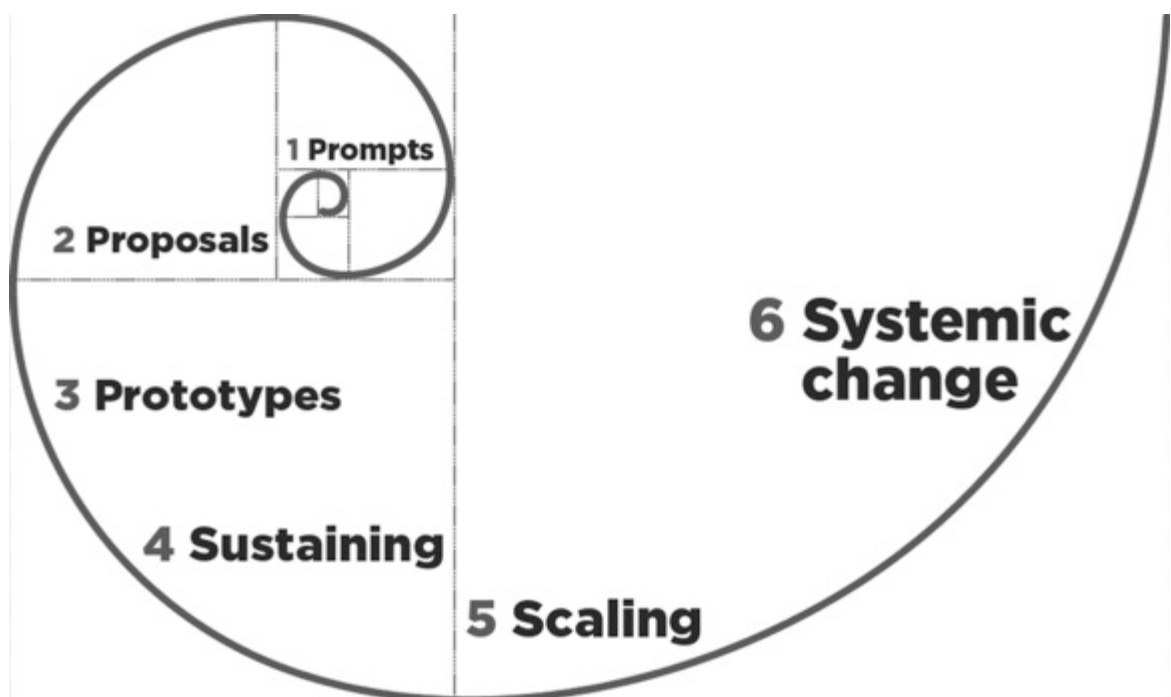 1 Prompts
2 Proposals
3 Prototypes
4 Sustaining
5 Scaling
6 Systemic
change